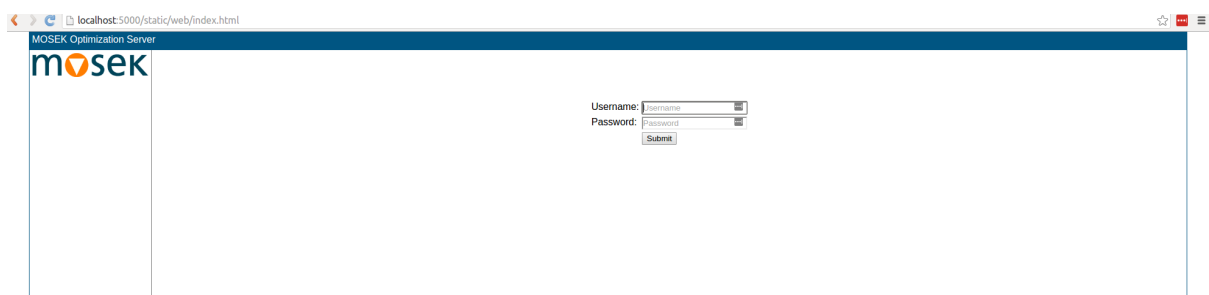 localhost:5000/static/web/index.html
MOSEK Optimization Server
mosek
Username: Username
Password: Password
Submit